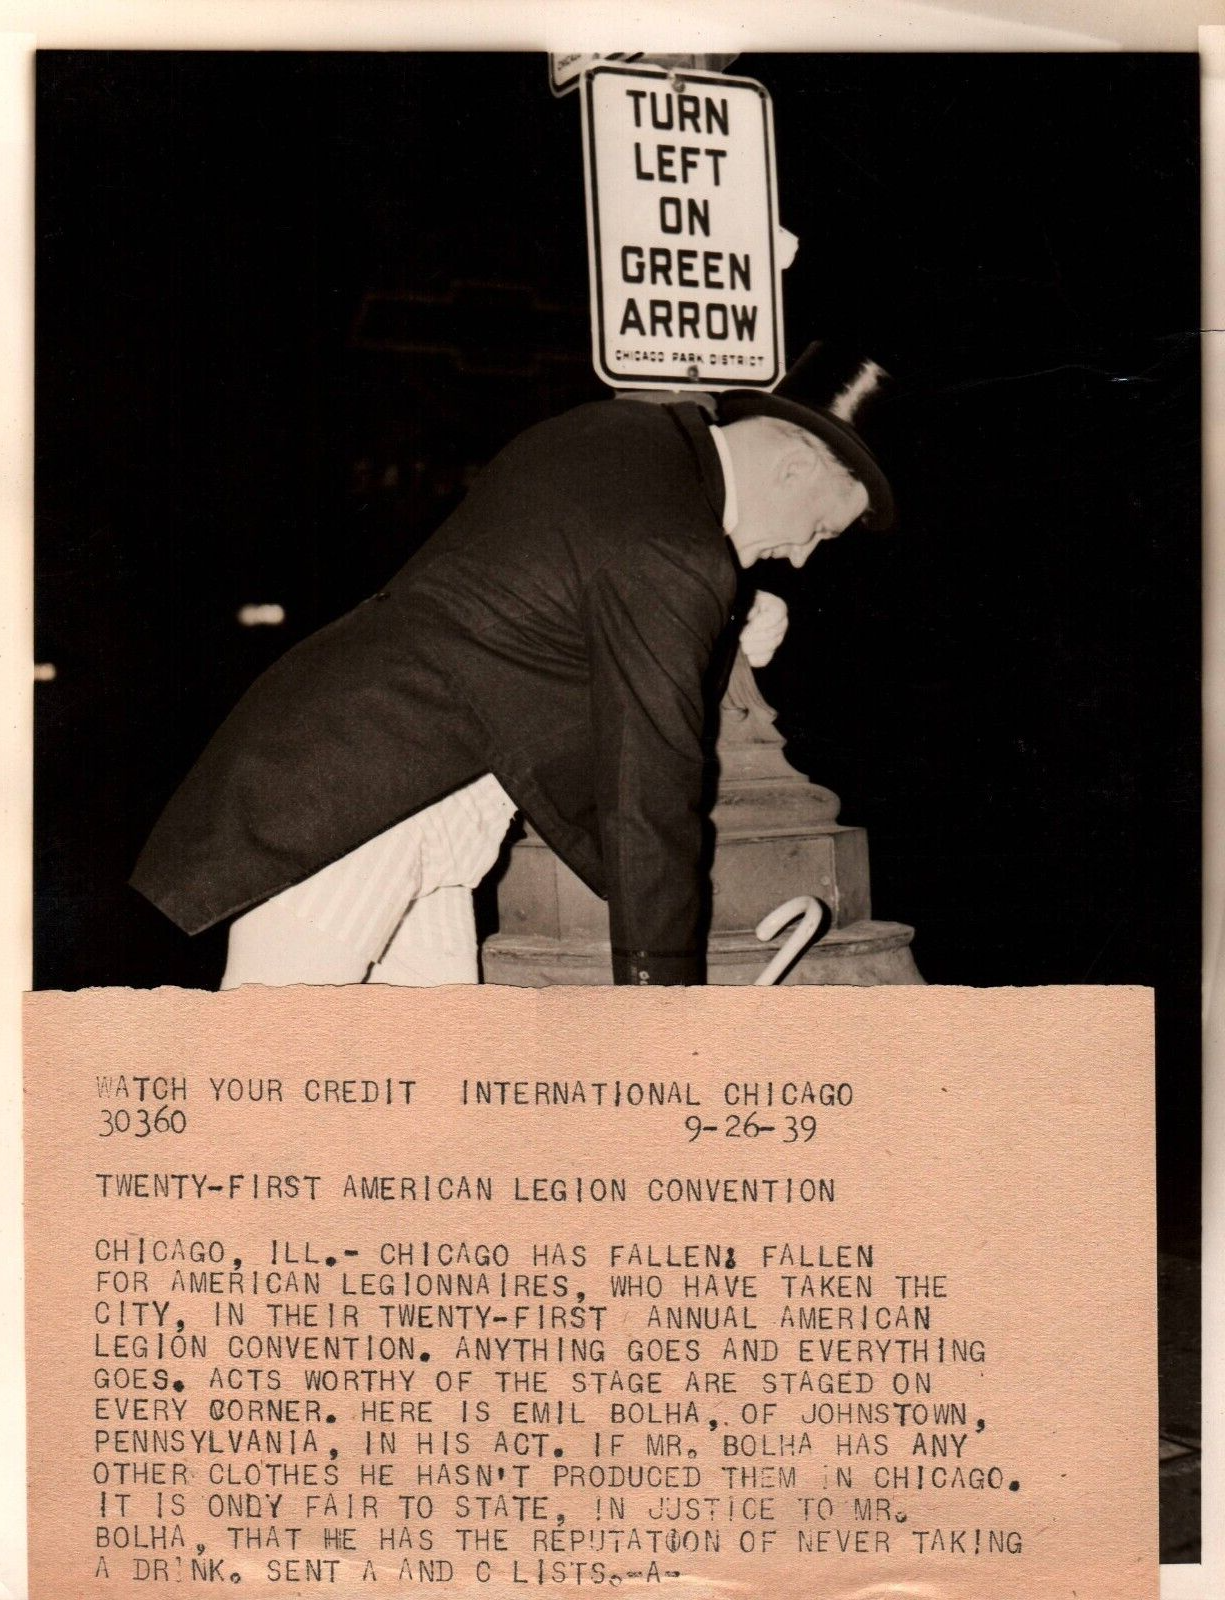 CHICAGO
TURN
LEFT
ON
GREEN
ARROW
CHICAGO PARK DISTRICT
WATCH YOUR CREDIT INTERNATIONAL CHICAGO
30360 9-26-39
TWENTY-FIRST AMERICAN LEGION CONVENTION
CHICAGO, ILL.- CHICAGO HAS FALLEN: FALLEN
FOR AMERICAN LEGIONNAIRES, WHO HAVE TAKEN THE
CITY, IN THEIR TWENTY-FIRST ANNUAL AMERICAN
LEGION CONVENTION. ANYTHING GOES AND EVERYTHING
GOES. ACTS WORTHY OF THE STAGE ARE STAGED ON
EVERY CORNER. HERE IS EMIL BOLHA, OF JOHNSTOWN,
PENNSYLVANIA, IN HIS ACT. IF MR. BOLHA HAS ANY
OTHER CLOTHES HE HASN'T PRODUCED THEM IN CHICAGO.
IT IS ONLY FAIR TO STATE, IN JUSTICE TO MR.
BOLHA, THAT HE HAS THE REPUTATION OF NEVER TAKING
A DRINK. SENT A AND C LISTS.-A-